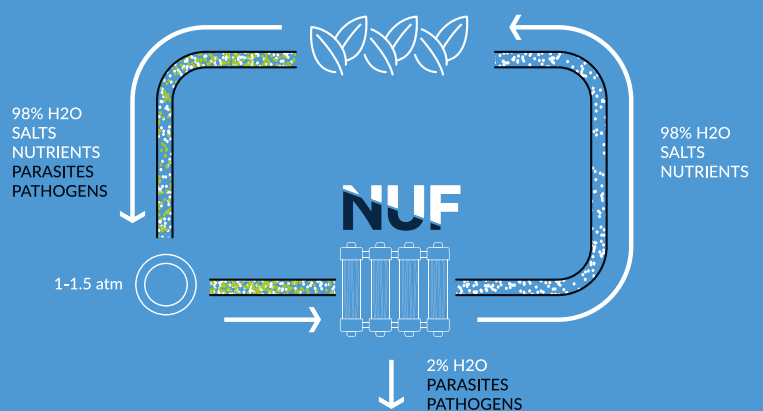 98% H2O
SALTS
NUTRIENTS
PARASITES
PATHOGENS
98% H2O
SALTS
NUTRIENTS
NUF
1-1.5 atm
2% H2O
PARASITES
PATHOGENS